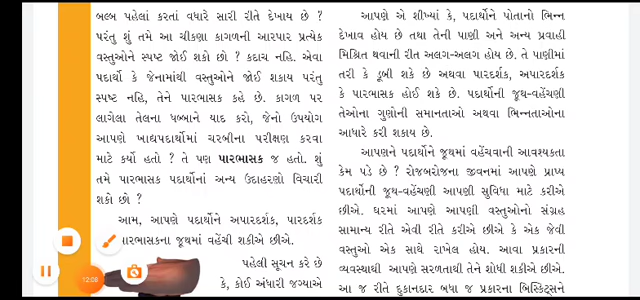 બલ્બ પહેલાં કરતાં વધારે સારી રીતે દેખાય છે ?
પરંતુ શું તમે આ ચીકણા કાગળની આરપાર પ્રત્યેક
વસ્તુઓને સ્પષ્ટ જોઈ શકો છો ? કદાચ નહિ. એવા
પદાર્થો કે જેનામાંથી વસ્તુઓને જોઈ શકાય પરંતુ
સ્પષ્ટ નહિ, તેને પારભાસક કહે છે. કાગળ પર
લાગેલા તેલના ધબ્બાને યાદ કરો, જેનો ઉપયોગ
આપણે ખાદ્યપદાર્થોમાં ચરબીના પરીક્ષણ કરવા
માટે કર્યો હતો ? તે પણ પારભાસક જ હતો. શું
તમે પારભાસક પદાર્થોનાં અન્ય ઉદાહરણો વિચારી
શકો છો ?
આમ, આપણે પદાર્થોને અપારદર્શક, પારદર્શક
ારભાસકના જૂથમાં વહેંચી શકીએ છીએ.
પહેલી સૂચન કરે છે
કે, કોઈ અંધારી જગ્યાએ
આપણે એ શીખ્યાં કે, પદાર્થોને પોતાનો ભિન્ન
દેખાવ હોય છે તથા તેની પાણી અને અન્ય પ્રવાહી
મિશ્રિત થવાની રીત અલગ-અલગ હોય છે. તે પાણીમાં
તરી કે ડૂબી શકે છે અથવા પારદર્શક, અપારદર્શક
કે પારભાસક હોઈ શકે છે. પદાર્થોની જૂથ-વહેંચણી
તેઓના ગુણોની સમાનતાઓ અથવા ભિન્નતાઓના
આધારે કરી શકાય છે.
આપણને પદાર્થોને જૂથમાં વહેંચવાની આવશ્યકતા
કેમ પડે છે ? રોજબરોજના જીવનમાં આપણે પ્રાપ્ય
પદાર્થોની જૂથ-વહેંચણી આપણી સુવિધા માટે કરીએ
છીએ. ઘરમાં આપણે આપણી વસ્તુઓનો સંગ્રહ
સામાન્ય રીતે એવી રીતે કરીએ છીએ કે એક જેવી
વસ્તુઓ એક સાથે રાખેલ હોય. આવા પ્રકારની
વ્યવસ્થાથી આપણે સરળતાથી તેને શોધી શકીએ છીએ.
આ જ રીતે દુકાનદાર બધા જ પ્રકારના બિસ્કિટ્સને
12:08